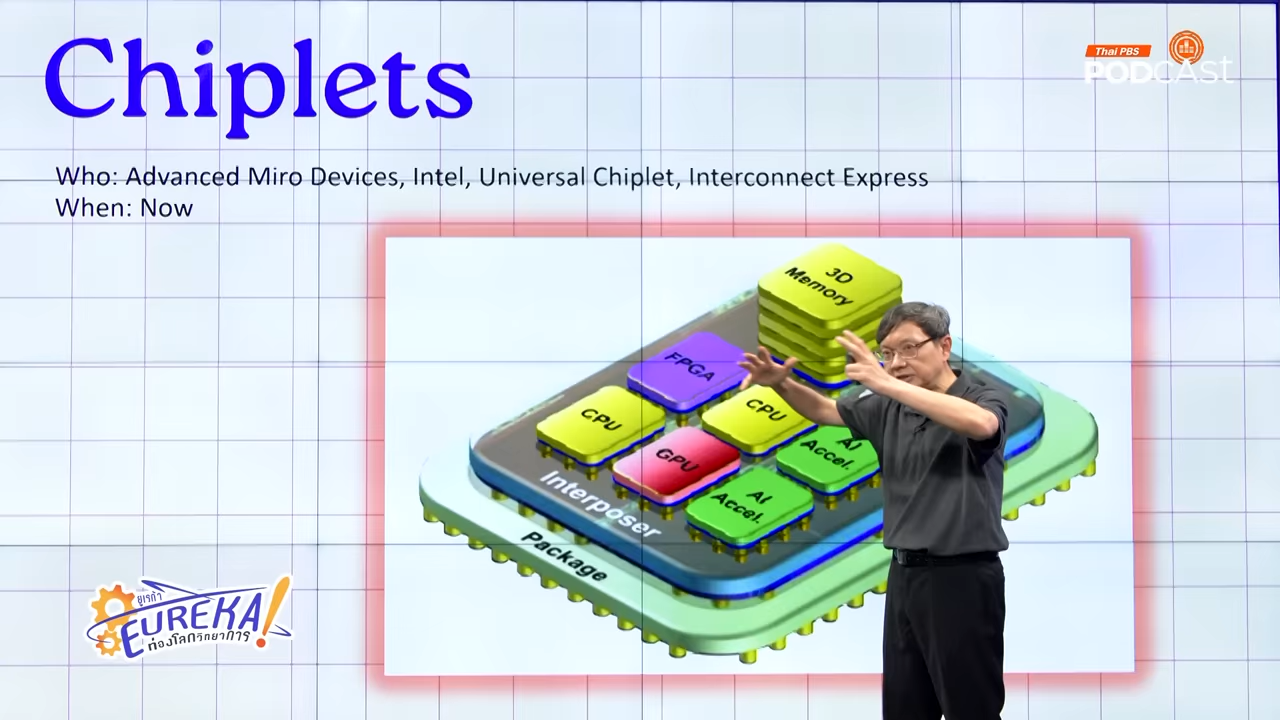 Chiplets
Thai PBS
PODCAST
Who: Advanced Miro Devices, Intel, Universal Chiplet, Interconnect Express
When: Now
3D
Memory
FPGA
CPU
CPU
GPU
AI
Accel.
AI
Accel.
Interposer
Package
ยูเรก้า
EUREKA!
ท่องโลกวิทยาการ